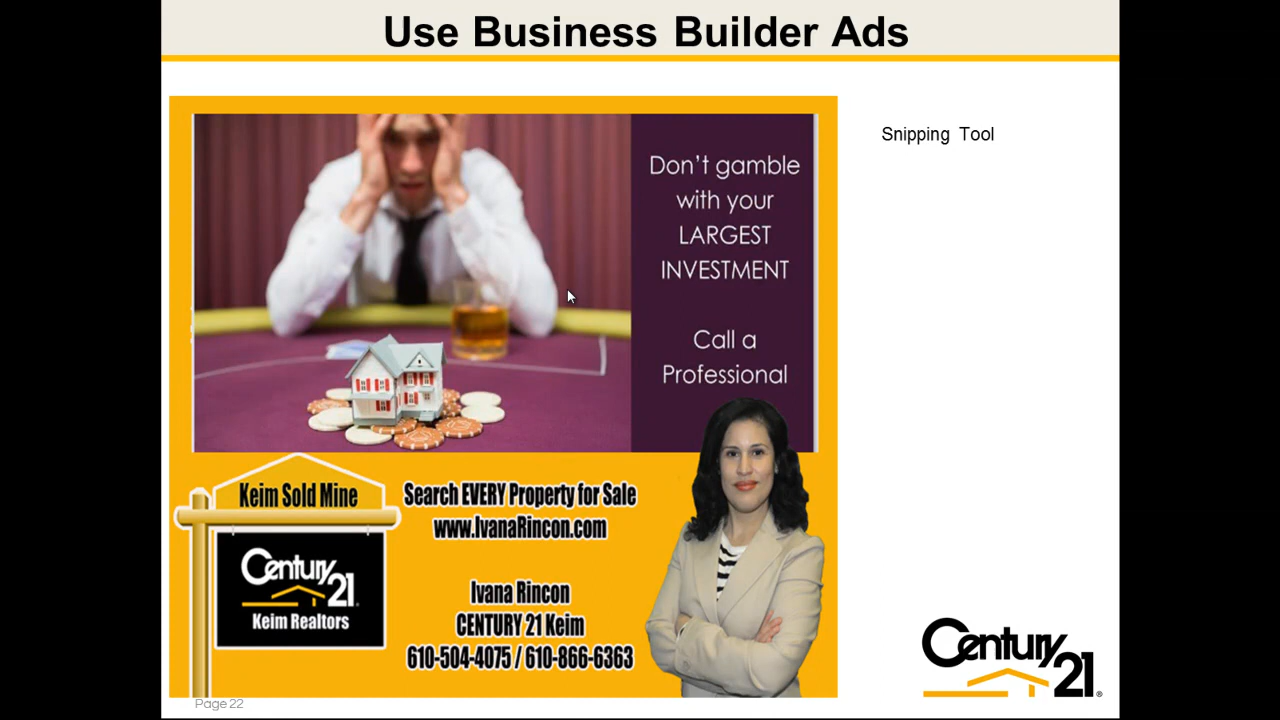 Use Business Builder Ads
Don't gamble
with your
LARGEST
INVESTMENT
Call a
Professional
Snipping Tool
Keim Sold Mine
Century 21
Keim Realtors
Search EVERY Property for Sale
www.IvanaRincon.com
Ivana Rincon
CENTURY 21 Keim
610-504-4075 / 610-866-6363
Century 21®
Page 22